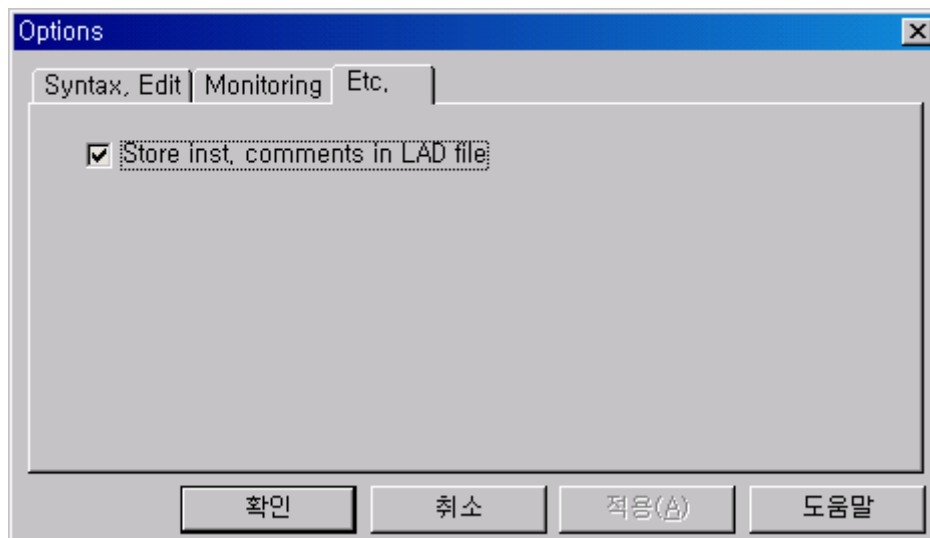 Options
Syntax, Edit Monitoring Etc.
Store inst, comments in LAD file
확인 취소 적용(A) 도움말